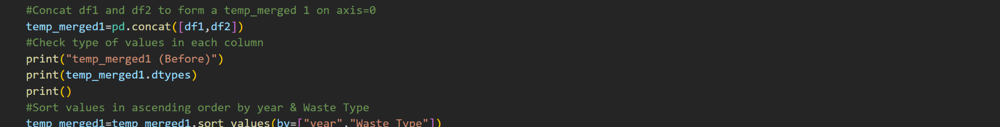 #Concat df1 and df2 to form a temp_merged 1 on axis=0
temp_merged1=pd.concat([df1,df2])
#Check type of values in each column
print("temp_merged1 (Before)")
print(temp_merged1.dtypes)
print()
#Sort values in ascending order by year & Waste Type
temp_merged1=temp_merged1.sort_values(by=["year","Waste Type"])